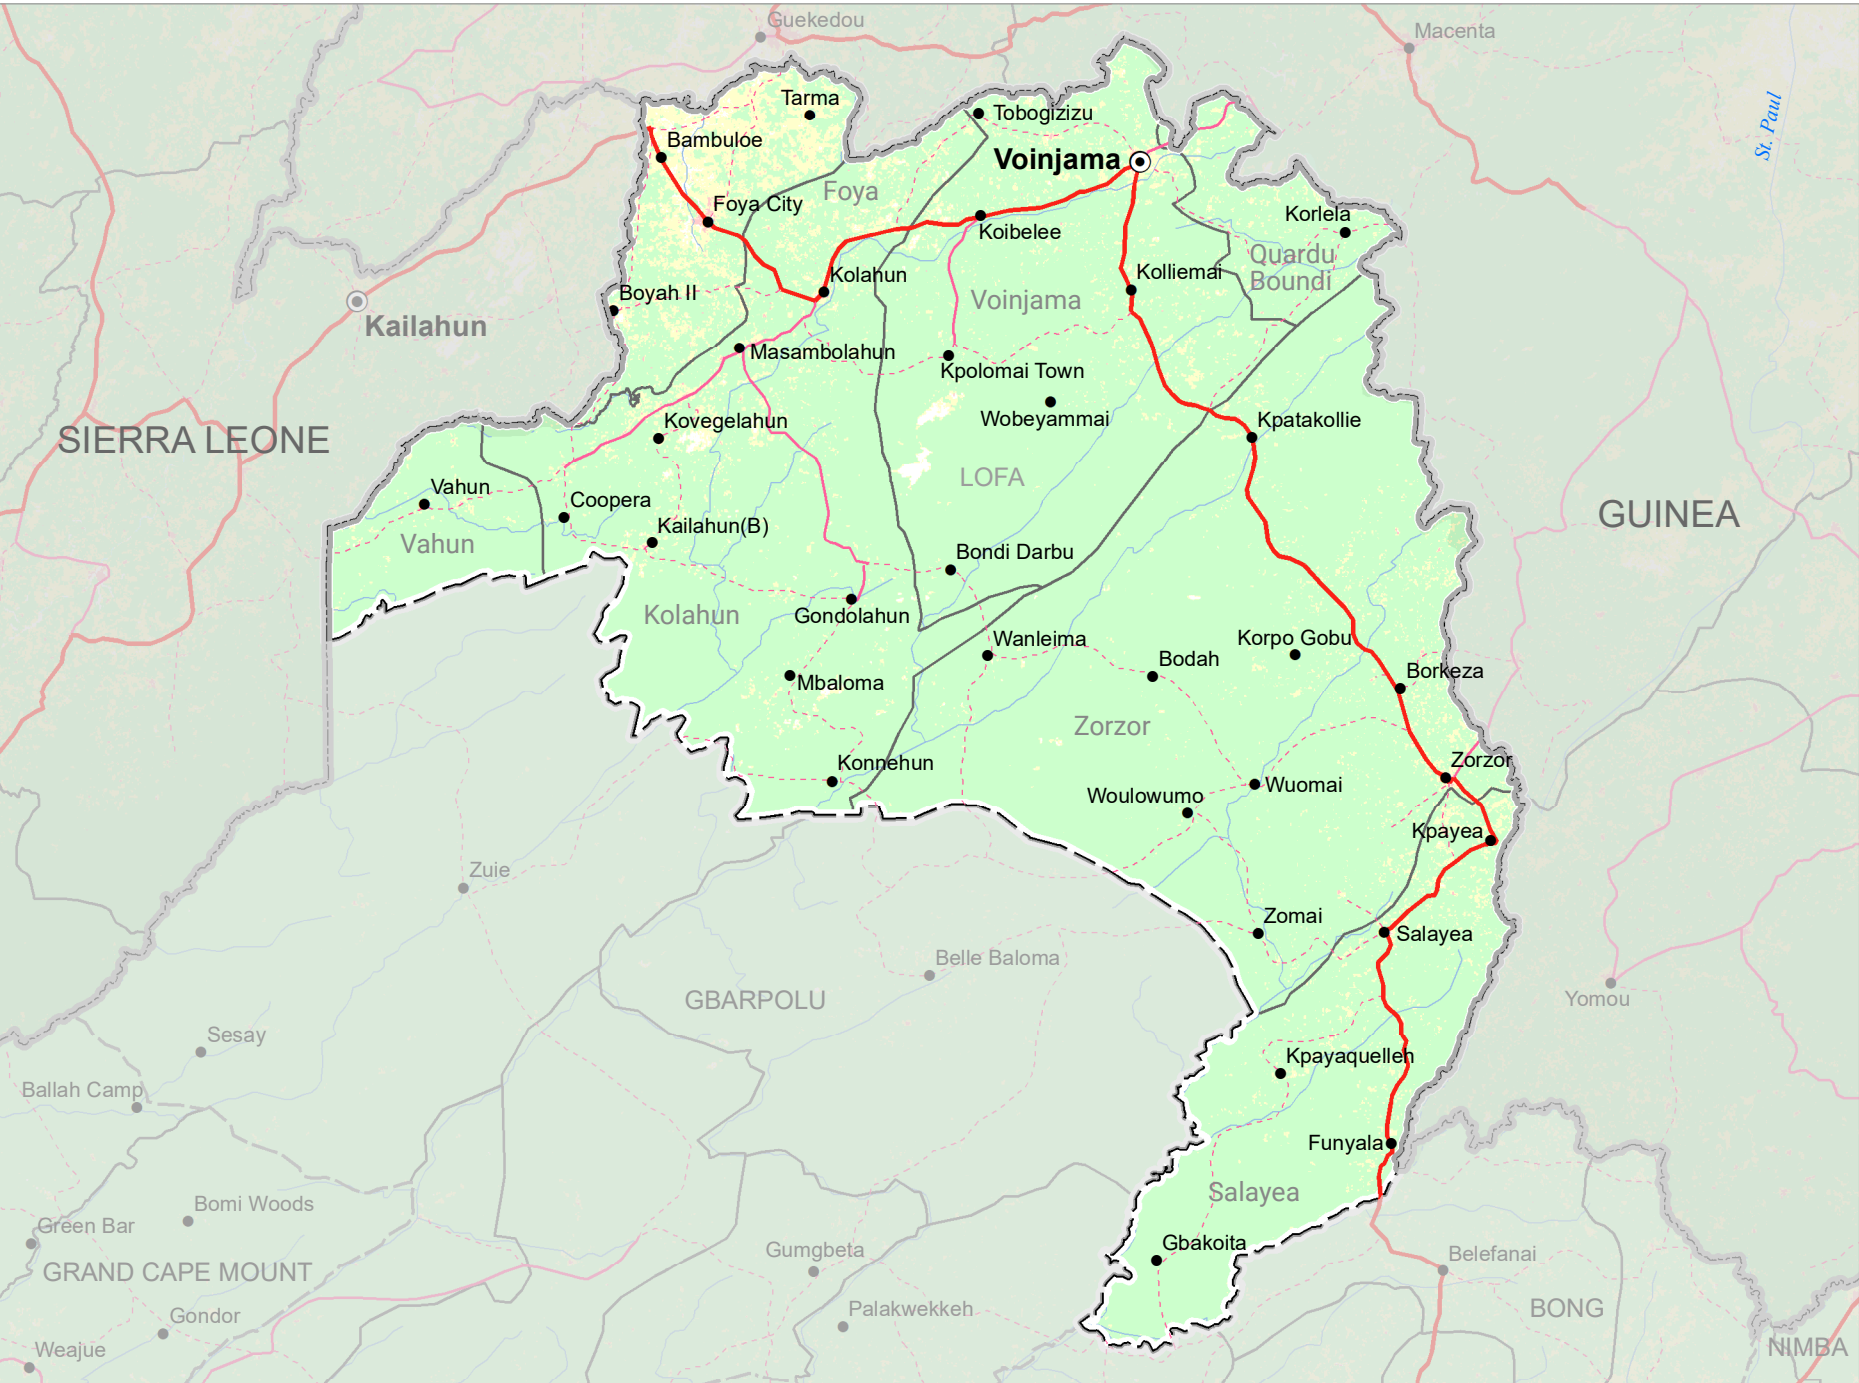 Guekedou
Macenta
Tarma
Tobogizizu
St. Paul
Bambuloe
Voinjama
Foya
Foya City
Korlela
Koibelee
Quardu
Boundi
Kolahun
Kolliemai
Boyah II
Voinjama
Kailahun
Masambolahun
Kpolomai Town
Wobeyammai
Kovegelahun
Kpatakollie
SIERRA LEONE
LOFA
Vahun
Coopera
GUINEA
Kailahun(B)
Vahun
Bondi Darbu
Kolahun
Gondolahun
Wanleima
Korpo Gobu
Bodah
Borkeza
Mbaloma
Zorzor
Konnehun
Zorzor
Wuomai
Woulowumo
Kpayea
Zuie
Zomai
Salayea
Belle Baloma
GBARPOLU
Yomou
Sesay
Kpayaquelleh
Ballah Camp
Funyala
Salayea
Bomi Woods
Green Bar
Gbakoita
Gumgbeta
Belefanai
GRAND CAPE MOUNT
BONG
Palakwekkeh
Gondor
NIMBA
Weajue